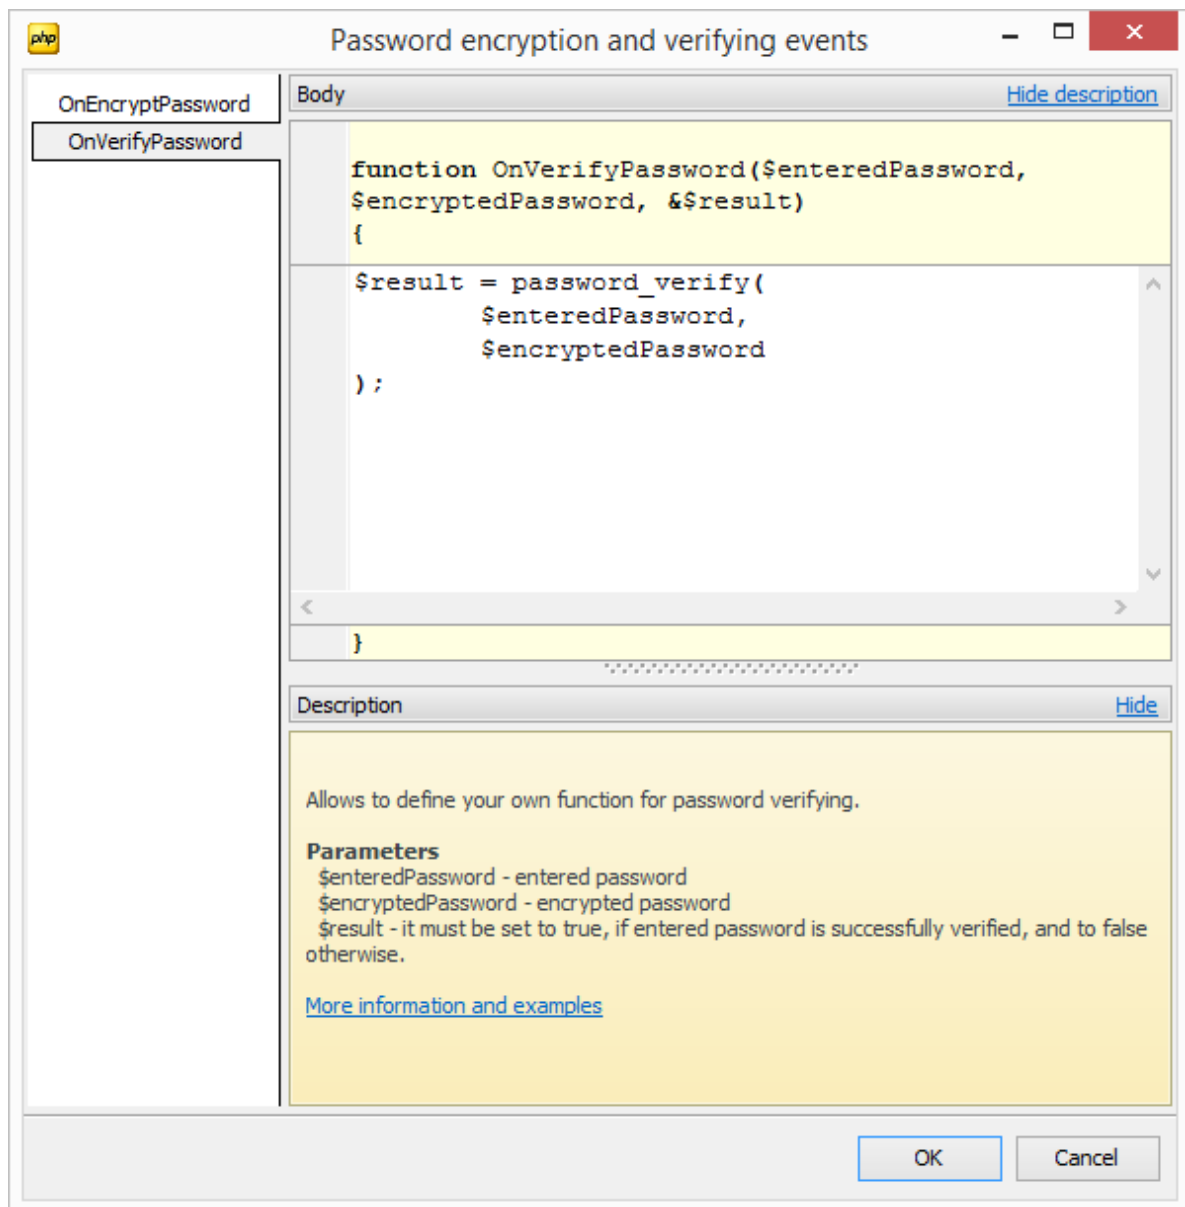 php
Password encryption and verifying events
OnEncryptPassword
OnVerifyPassword
Body
Hide description
function OnVerifyPassword($enteredPassword,
$encryptedPassword, &$result)
{
$result = password_verify(
$enteredPassword,
$encryptedPassword
);
}
Description
Hide
Allows to define your own function for password verifying.
Parameters
$enteredPassword - entered password
$encryptedPassword - encrypted password
$result - it must be set to true, if entered password is successfully verified, and to false
otherwise.
More information and examples
OK
Cancel